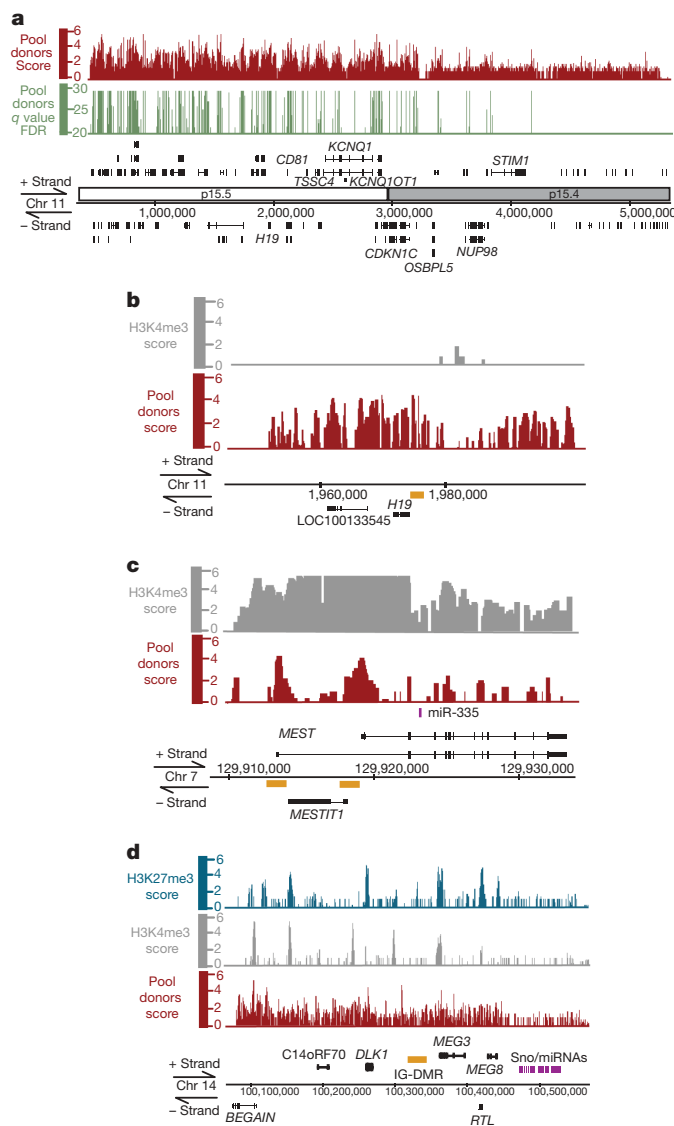 a
Pool donors Score
6
4
2
0
Pool donors q value FDR
30
25
20
KCNQ1
CD81
STIM1
TSSC4 KCNQ1OT1
+ Strand
Chr 11
p15.5
p15.4
− Strand
1,000,000 2,000,000 3,000,000 4,000,000 5,000,000
H19
CDKN1C
NUP98
OSBPL5
b
H3K4me3 score
6
4
2
0
Pool donors score
6
4
2
0
+ Strand
Chr 11
− Strand
1,960,000 1,980,000
H19
LOC100133545
c
H3K4me3 score
6
4
2
0
Pool donors score
6
4
2
0
miR-335
MEST
+ Strand
129,910,000 129,920,000 129,930,000
Chr 7
− Strand
MESTIT1
d
H3K27me3 score
6
4
2
0
H3K4me3 score
6
4
2
0
Pool donors score
6
4
2
0
MEG3
C14oRF70 DLK1 Sno/miRNAs
+ Strand
IG-DMR MEG8
Chr 14
100,100,000 100,200,000 100,300,000 100,400,000 100,500,000
− Strand
BEGAIN
RTL